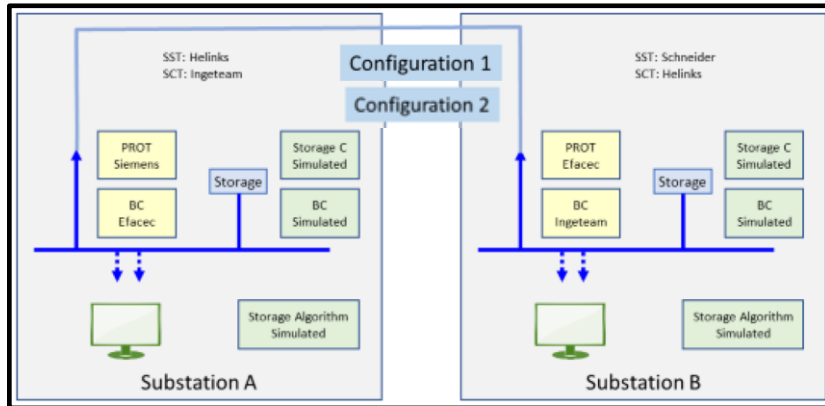 SST: Helinks
SCT: Ingeteam
Configuration 1
Configuration 2
SST: Schneider
SCT: Helinks
PROT
Siemens
Storage C
Simulated
Storage
BC
Efacec
BC
Simulated
Storage Algorithm
Simulated
Substation A
PROT
Efacec
Storage C
Simulated
Storage
BC
Ingeteam
BC
Simulated
Storage Algorithm
Simulated
Substation B